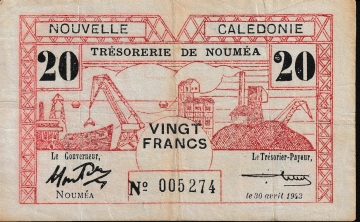 NOUVELLE CALEDONIE
TRÉSORERIE DE NOUMÉA
20 20
VINGT
FRANCS
Le Gouverneur, Le Trésorier-Payeur,
Nº 005274
NOUMÉA le 30 avril 1943